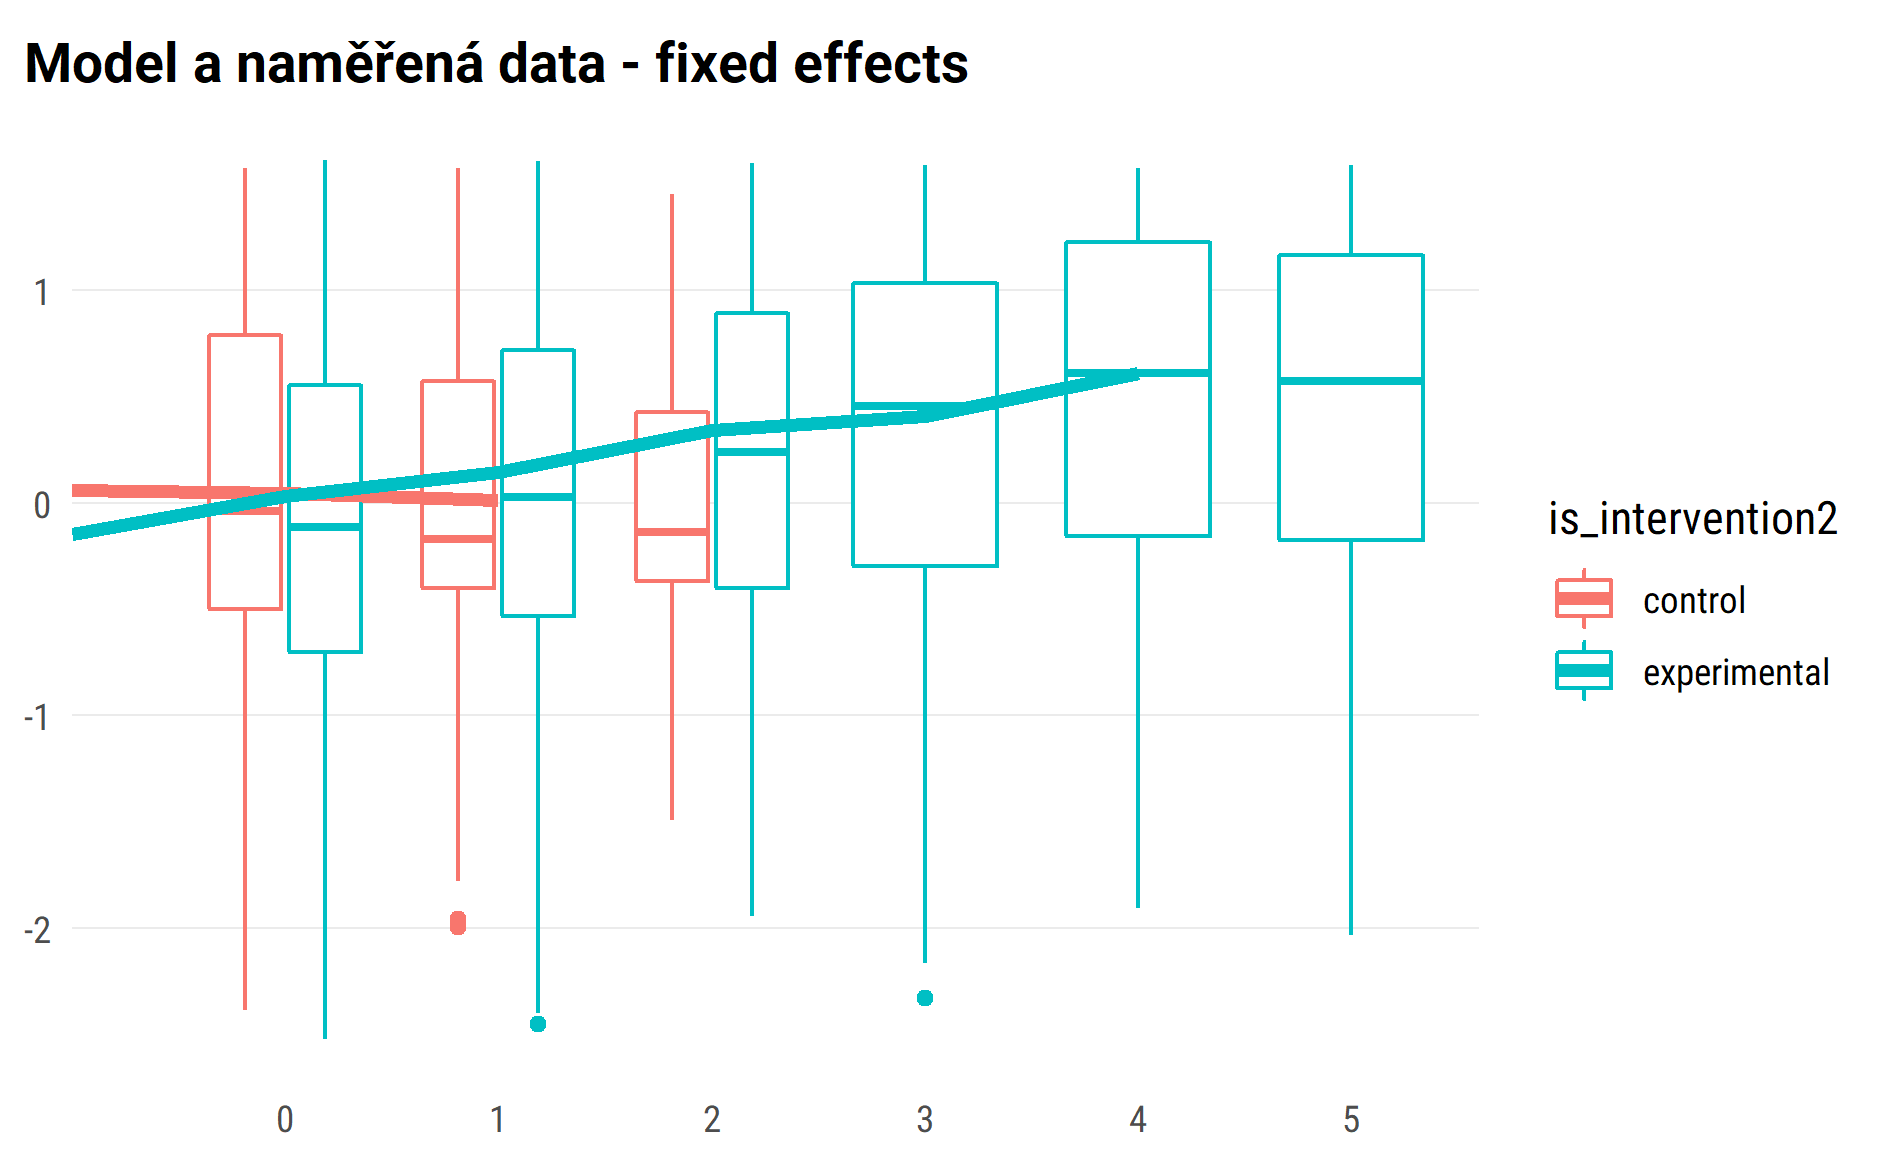 Model a naměřená data - fixed effects
1
0
-1
-2
0 1 2 3 4 5
is_intervention2
control
experimental